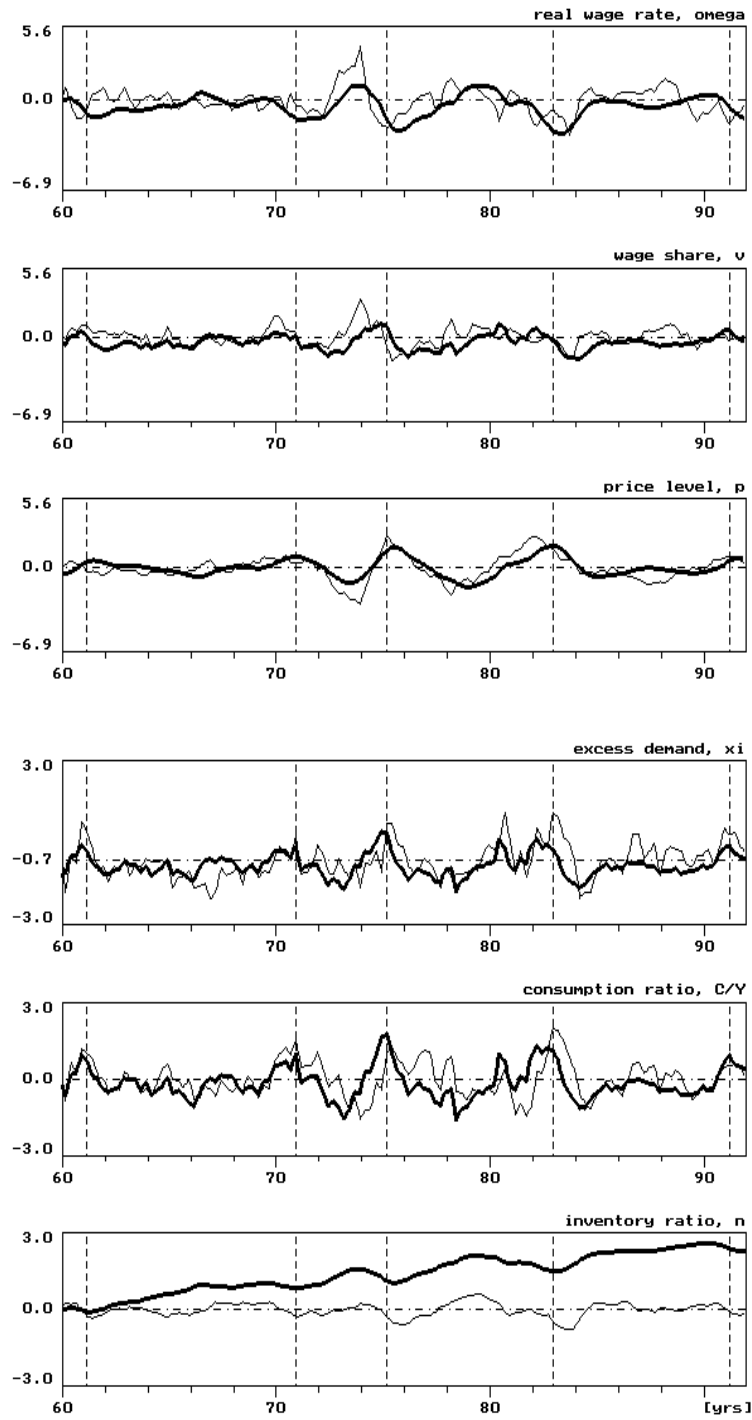 real wage rate, omega
5.6
0.0
-6.9
60 70 80 90
wage share, v
5.6
0.0
-6.9
60 70 80 90
price level, p
5.6
0.0
-6.9
60 70 80 90
excess demand, xi
3.0
-0.7
-3.0
60 70 80 90
consumption ratio, C/Y
3.0
0.0
-3.0
60 70 80 90
inventory ratio, n
3.0
0.0
-3.0
60 70 80 90 [yrs]